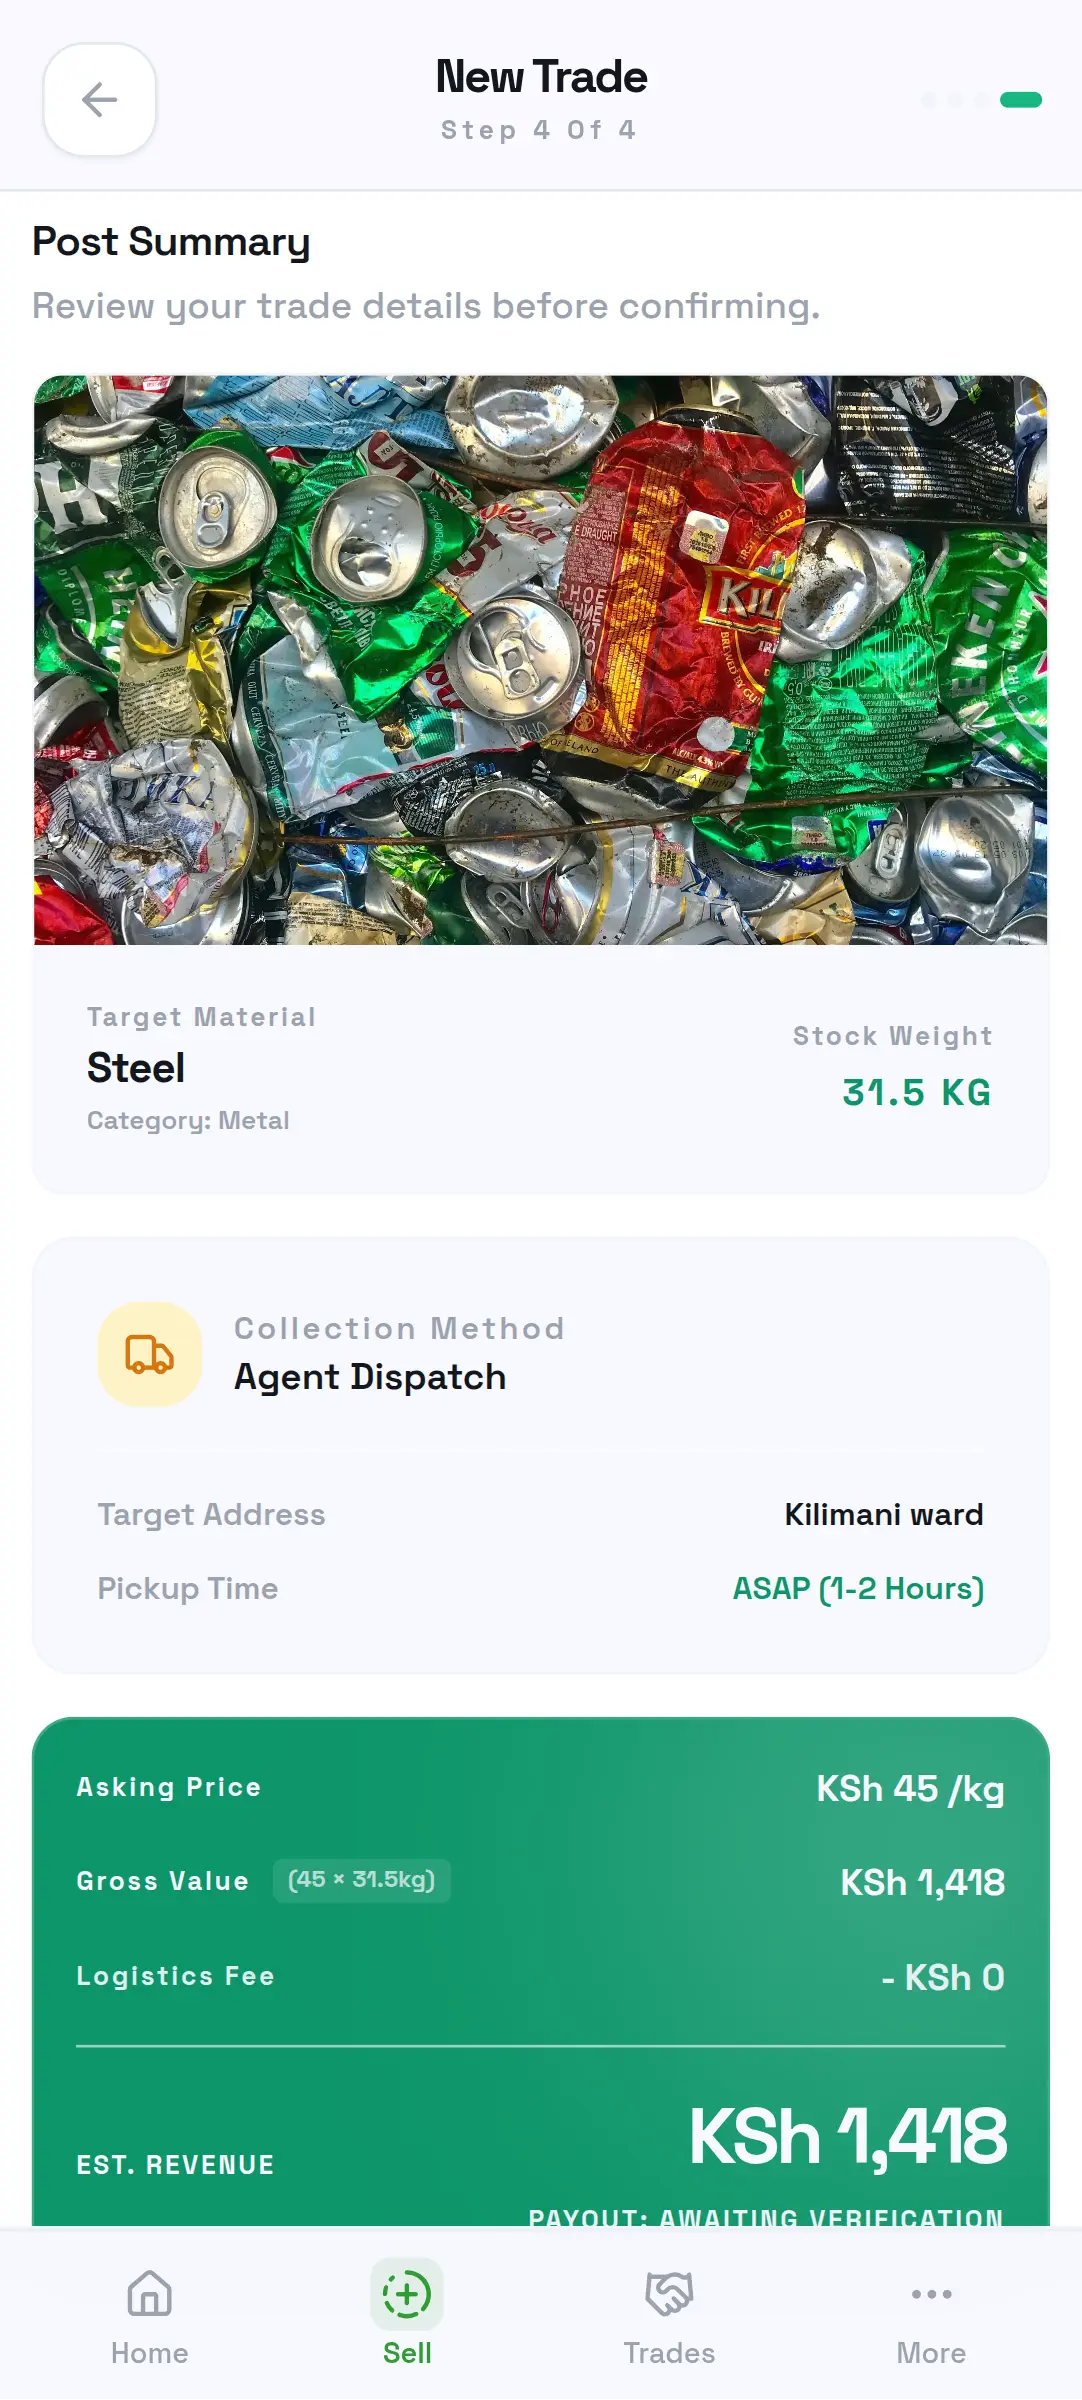 New Trade
Step 4 Of 4
Post Summary
Review your trade details before confirming.
KIL
Target Material
Steel
Category: Metal
Stock Weight
31.5 KG
Collection Method
Agent Dispatch
Target Address
Kilimani ward
Pickup Time
ASAP (1-2 Hours)
Asking Price
KSh 45 /kg
Gross Value (45 × 31.5kg)
KSh 1,418
Logistics Fee
- KSh 0
EST. REVENUE
KSh 1,418
PAYOUT: AWAITING VERIFICATION
Home
Sell
Trades
More